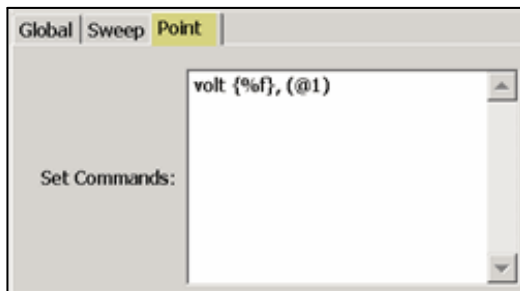 Global Sweep Point
volt {%f}, (@1)
Set Commands: